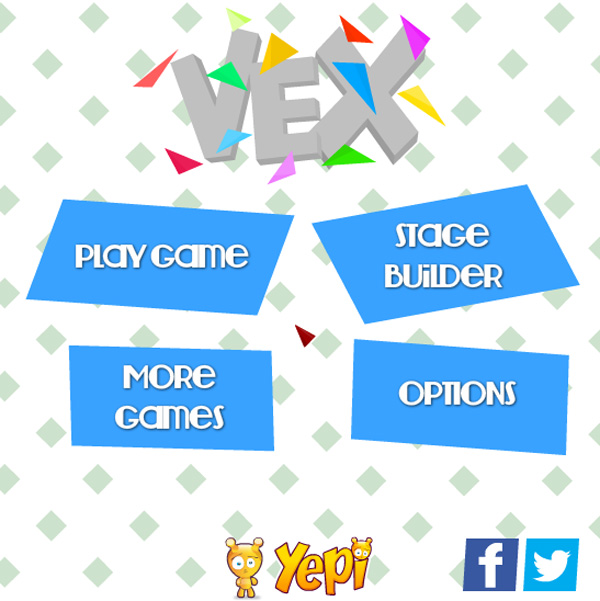 VEX
PLAY GAME
STAGE
BUILDER
MORE
GAMES
OPTIONS
Yepi
f